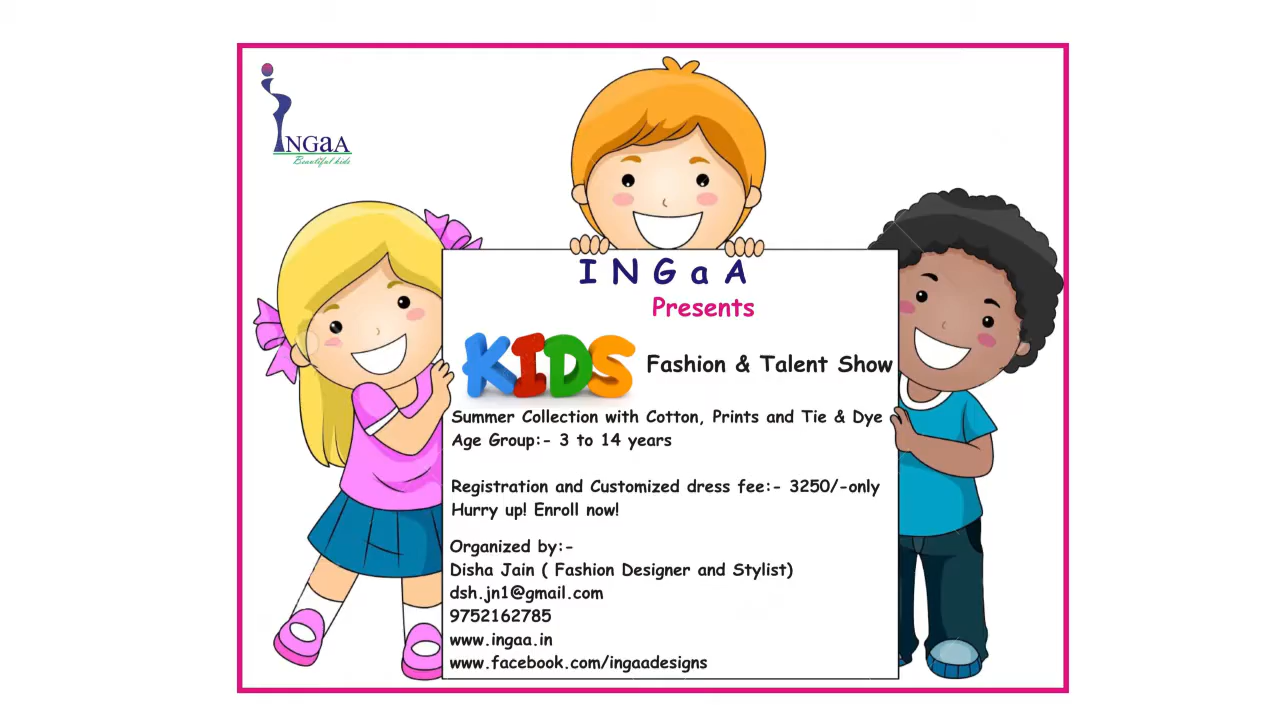 iNGaA
Beautiful kids
INGaA
Presents
KIDS Fashion & Talent Show
Summer Collection with Cotton, Prints and Tie & Dye
Age Group:- 3 to 14 years
Registration and Customized dress fee:- 3250/-only
Hurry up! Enroll now!
Organized by:-
Disha Jain ( Fashion Designer and Stylist)
dsh.jn1@gmail.com
9752162785
www.ingaa.in
www.facebook.com/ingaadesigns